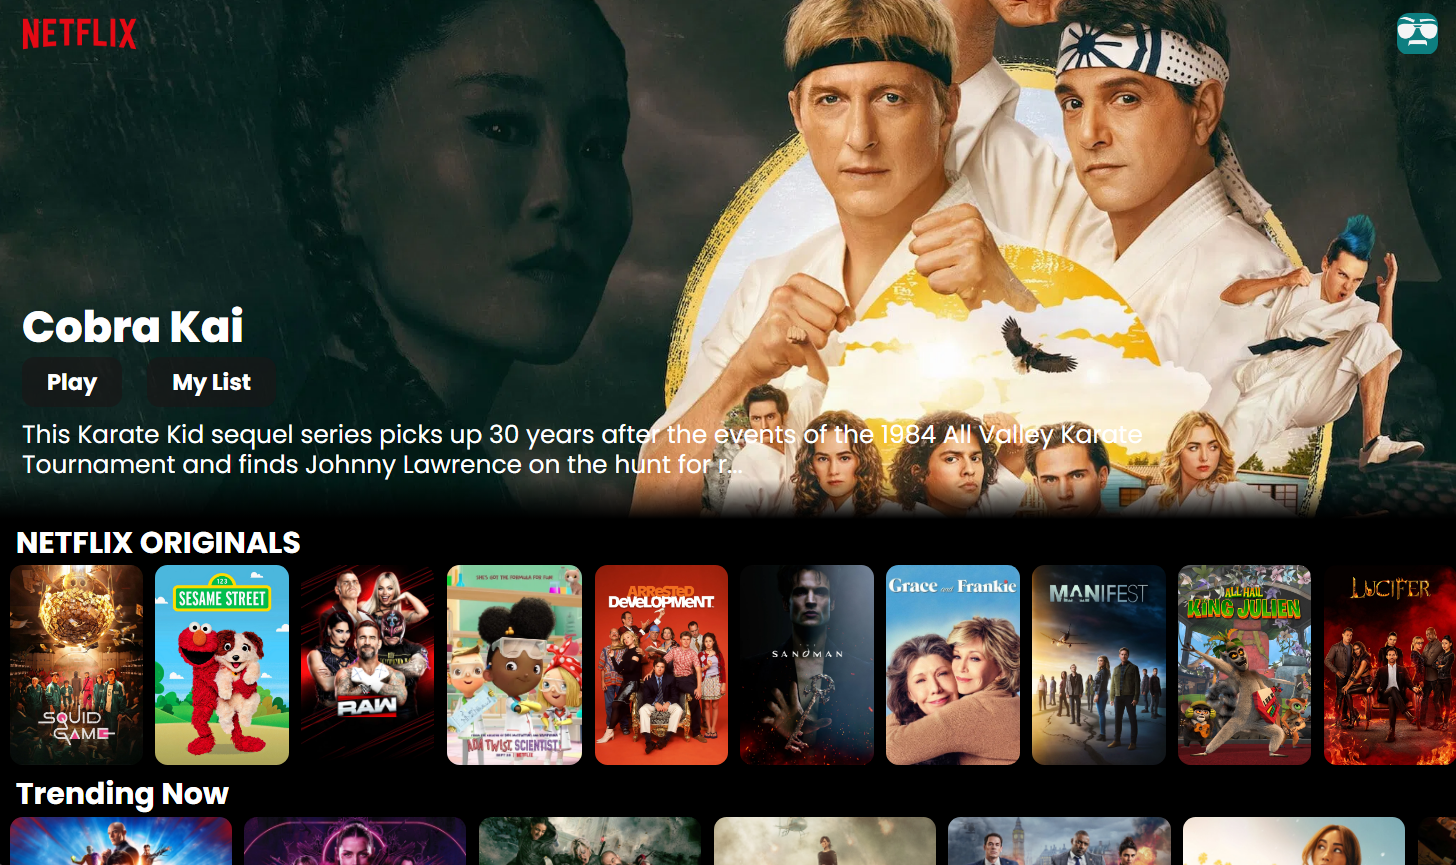 NETFLIX
Cobra Kai
Play
My List
This Karate Kid sequel series picks up 30 years after the events of the 1984 All Valley Karate
Tournament and finds Johnny Lawrence on the hunt for r...
NETFLIX ORIGINALS
SQUID
GAME
123
SESAME STREET
RAW
SHE'S GOT THE FORMULA FOR FUN!
ADA TWIST, SCIENTIST
ARRESTED
DEVELOPMENT
SANDMAN
Grace and Frankie
MANIFEST
ALL HAIL
KING JULIEN
LUCIFER
Trending Now